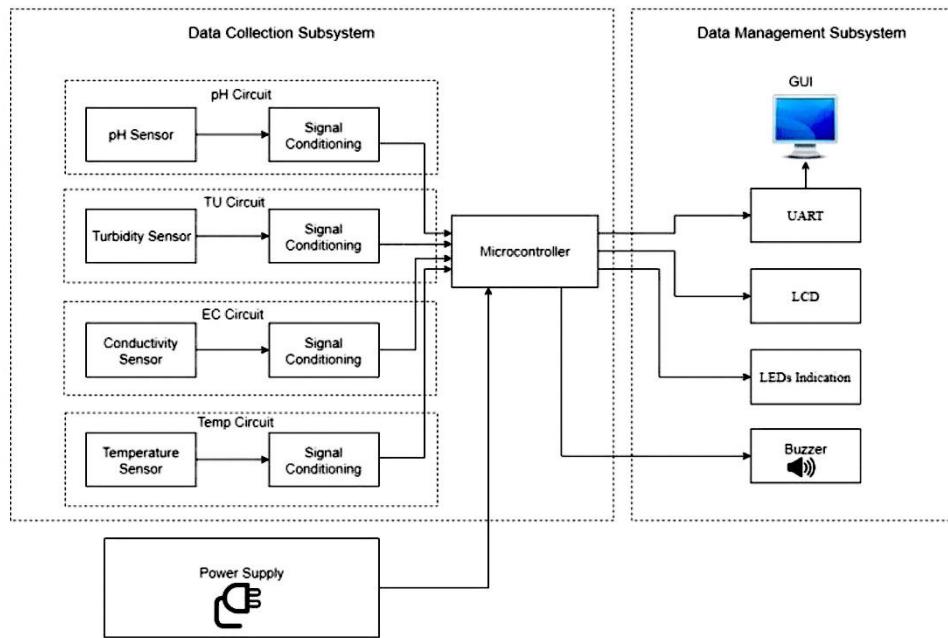 Data Collection Subsystem
pH Circuit
pH Sensor
Signal
Conditioning
TU Circuit
Turbidity Sensor
Signal
Conditioning
EC Circuit
Conductivity
Sensor
Signal
Conditioning
Temp Circuit
Temperature
Sensor
Signal
Conditioning
Microcontroller
Power Supply
Data Management Subsystem
GUI
UART
LCD
LEDs Indication
Buzzer